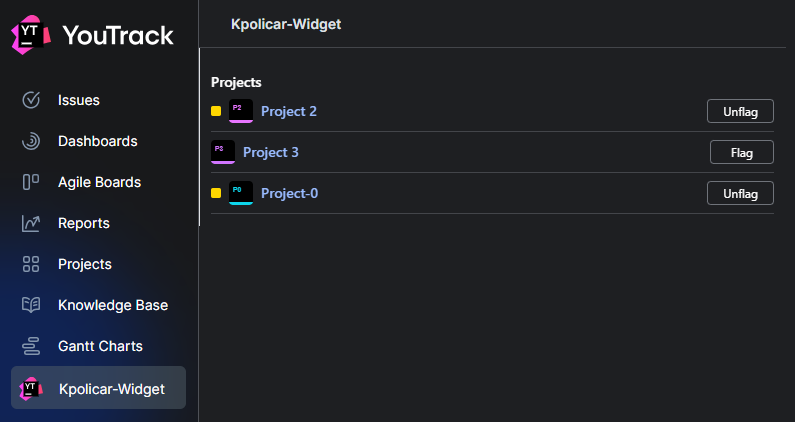 YT
YouTrack
Issues
Dashboards
Agile Boards
Reports
Projects
Knowledge Base
Gantt Charts
YT
Kpolicar-Widget
Kpolicar-Widget
Projects
P2 Project 2 Unflag
P3 Project 3 Flag
P0 Project-0 Unflag